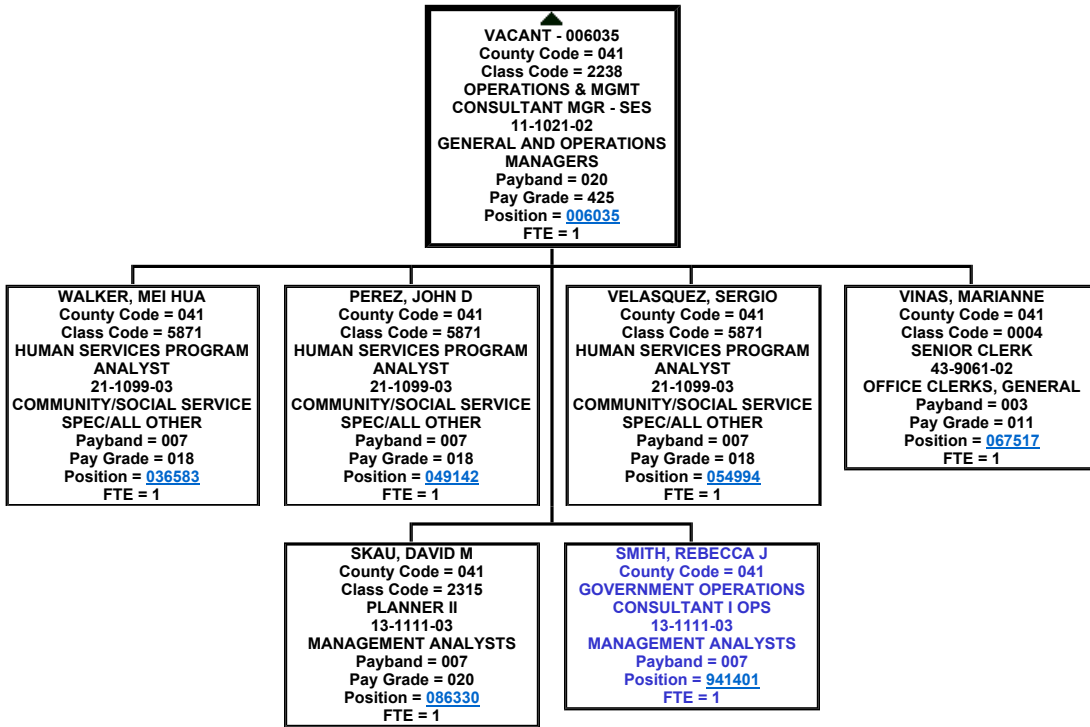 VACANT - 006035
County Code = 041
Class Code = 2238
OPERATIONS & MGMT
CONSULTANT MGR - SES
11-1021-02
GENERAL AND OPERATIONS
MANAGERS
Payband = 020
Pay Grade = 425
Position = 006035
FTE = 1
WALKER, MEI HUA
County Code = 041
Class Code = 5871
HUMAN SERVICES PROGRAM
ANALYST
21-1099-03
COMMUNITY/SOCIAL SERVICE
SPEC/ALL OTHER
Payband = 007
Pay Grade = 018
Position = 036583
FTE = 1
PEREZ, JOHN D
County Code = 041
Class Code = 5871
HUMAN SERVICES PROGRAM
ANALYST
21-1099-03
COMMUNITY/SOCIAL SERVICE
SPEC/ALL OTHER
Payband = 007
Pay Grade = 018
Position = 049142
FTE = 1
VELASQUEZ, SERGIO
County Code = 041
Class Code = 5871
HUMAN SERVICES PROGRAM
ANALYST
21-1099-03
COMMUNITY/SOCIAL SERVICE
SPEC/ALL OTHER
Payband = 007
Pay Grade = 018
Position = 054994
FTE = 1
VINAS, MARIANNE
County Code = 041
Class Code = 0004
SENIOR CLERK
43-9061-02
OFFICE CLERKS, GENERAL
Payband = 003
Pay Grade = 011
Position = 067517
FTE = 1
SKAU, DAVID M
County Code = 041
Class Code = 2315
PLANNER II
13-1111-03
MANAGEMENT ANALYSTS
Payband = 007
Pay Grade = 020
Position = 086330
FTE = 1
SMITH, REBECCA J
County Code = 041
GOVERNMENT OPERATIONS
CONSULTANT I OPS
13-1111-03
MANAGEMENT ANALYSTS
Payband = 007
Position = 941401
FTE = 1